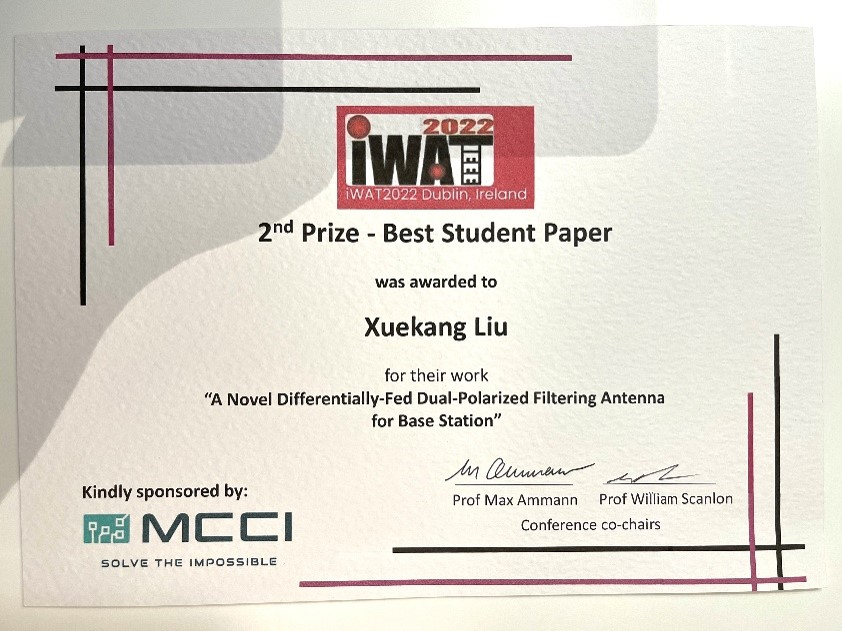 2022
iWAT
IEEE
iWAT2022 Dublin, Ireland
2nd Prize - Best Student Paper
was awarded to
Xuekang Liu
for their work
“A Novel Differentially-Fed Dual-Polarized Filtering Antenna
for Base Station”
Kindly sponsored by:
MCCI
SOLVE THE IMPOSSIBLE
Prof Max Ammann Prof William Scanlon
Conference co-chairs